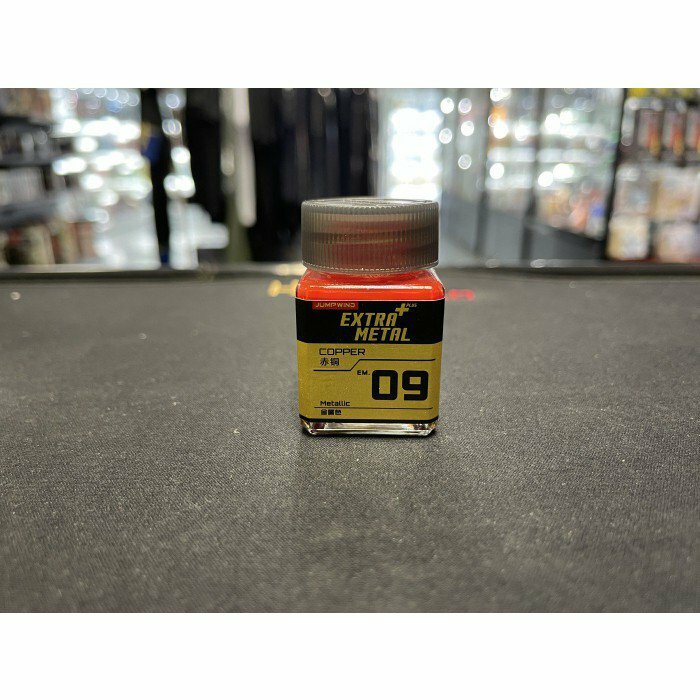 JUMPWIND
EXTRA+ PLUS
METAL
COPPER
赤铜
EM. 09
Metallic
金属色